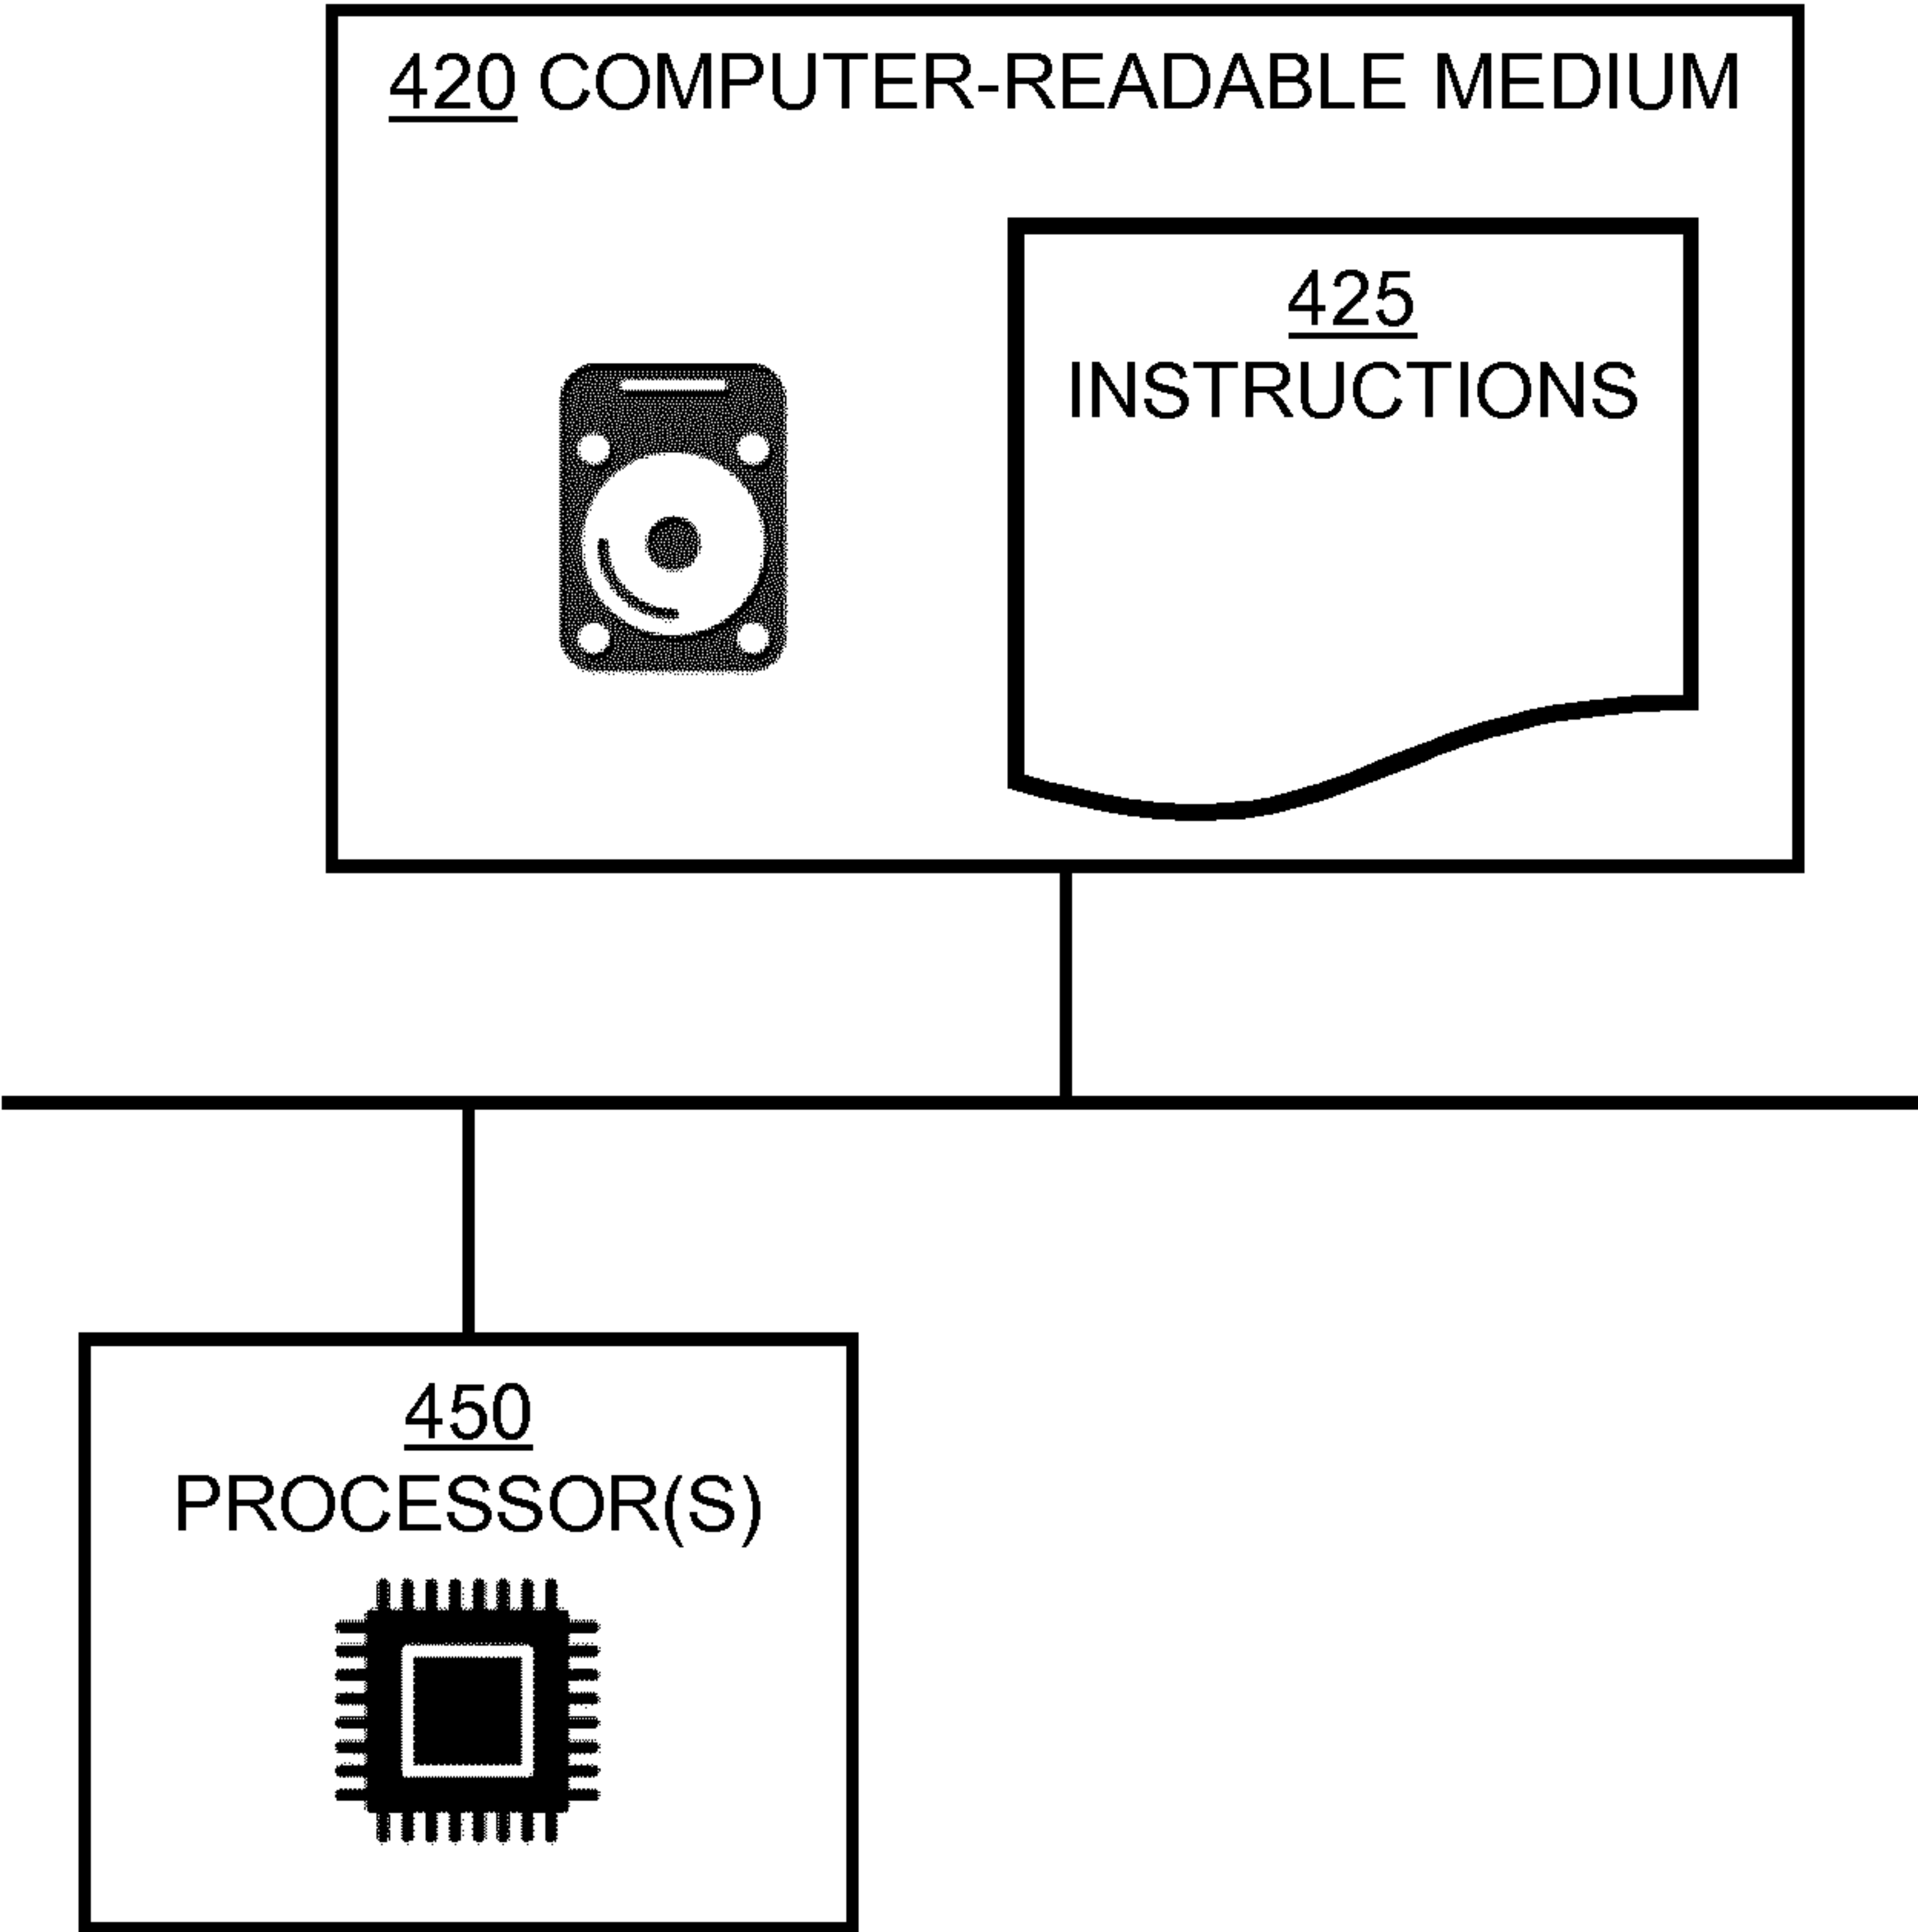 420 COMPUTER-READABLE MEDIUM
425
INSTRUCTIONS
450
PROCESSOR(S)